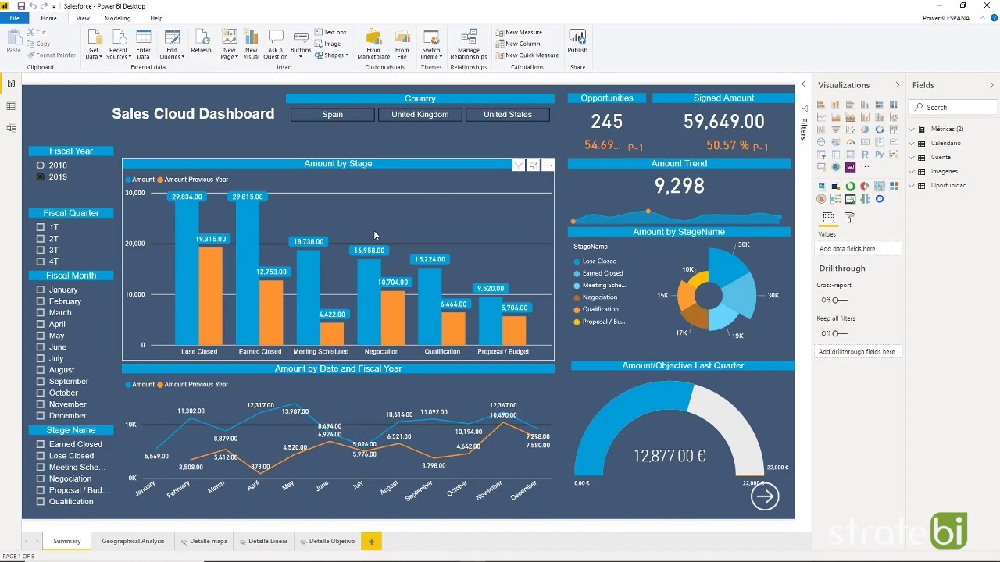 Salesforce - Power BI Desktop
File Home View Modeling Help
PowerBI ESPANA
Paste
Cut
Copy
Format Painter
Get Data
Recent Sources
Enter Data
Edit Queries
Refresh
New Page
New Visual
Ask A Question
Buttons
Text box
Image
Shapes
From Marketplace
From File
Switch Theme
Manage Relationships
New Measure
New Column
New Quick Measure
Publish
Clipboard
External data
Insert
Custom visuals
Themes
Relationships
Calculations
Share
Sales Cloud Dashboard
Country
Spain
United Kingdom
United States
Opportunities
245
54.69... P-1
Signed Amount
59,649.00
50.57 % P-1
Fiscal Year
2018
2019
Fiscal Quarter
1T
2T
3T
4T
Fiscal Month
January
February
March
April
May
June
July
August
September
October
November
December
Stage Name
Earned Closed
Lose Closed
Meeting Sche...
Negociation
Proposal / Bud...
Qualification
Amount by Stage
Amount Amount Previous Year
30,000
20,000
10,000
0
29,834.00
19,315.00
29,815.00
12,753.00
18,738.00
4,422.00
16,958.00
10,704.00
15,224.00
6,464.00
9,520.00
5,706.00
Lose Closed
Earned Closed
Meeting Scheduled
Negociation
Qualification
Proposal / Budget
Amount by Date and Fiscal Year
Amount Amount Previous Year
10K
0K
5,569.00
11,302.00
3,508.00
8,879.00
5,412.00
12,317.00
873.00
13,987.00
4,520.00
8,494.00
6,924.00
5,096.00
5,976.00
10,614.00
6,521.00
11,092.00
3,798.00
10,194.00
4,642.00
12,367.00
10,490.00
9,298.00
7,580.00
January
February
March
April
May
June
July
August
September
October
November
December
Amount Trend
9,298
Amount by StageName
StageName
Lose Closed
Earned Closed
Meeting Sche...
Negociation
Qualification
Proposal / Bu...
30K
30K
19K
17K
15K
10K
Amount/Objective Last Quarter
12,877.00 €
0.00 €
22,000 €
22,000 €
Filters
Visualizations
Values
Add data fields here
Drillthrough
Cross-report
Off
Keep all filters
Off
Add drillthrough fields here
Fields
Search
Métricas (2)
Calendario
Cuenta
Imagenes
Oportunidad
Summary
Geographical Analysis
Detalle mapa
Detalle Lineas
Detalle Objetivo
PAGE 1 OF 5
stratebi